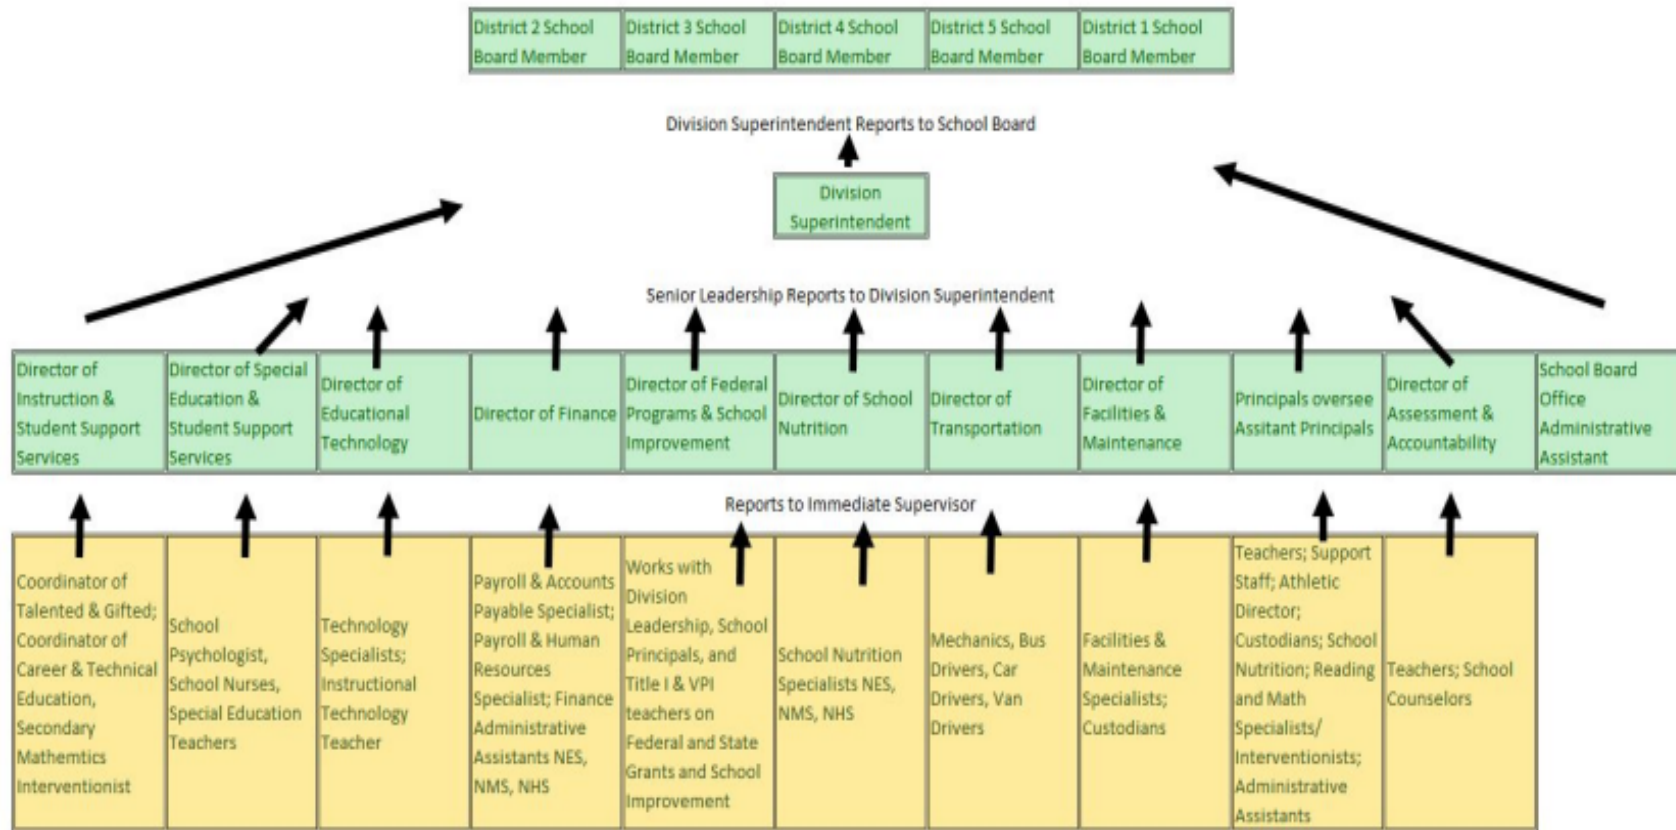 District 2 School
Board Member
District 3 School
Board Member
District 4 School
Board Member
District 5 School
Board Member
District 1 School
Board Member
Division Superintendent Reports to School Board
Division
Superintendent
Senior Leadership Reports to Division Superintendent
Director of
Instruction &
Student Support
Services
Director of Special
Education &
Student Support
Services
Director of
Educational
Technology
Director of Finance
Director of Federal
Programs & School
Improvement
Director of School
Nutrition
Director of
Transportation
Director of
Facilities &
Maintenance
Principals oversee
Assitant Principals
Director of
Assessment &
Accountability
School Board
Office
Administrative
Assistant
Reports to Immediate Supervisor
Coordinator of
Talented & Gifted;
Coordinator of
Career & Technical
Education,
Secondary
Mathemtics
Interventionist
School
Psychologist,
School Nurses,
Special Education
Teachers
Technology
Specialists;
Instructional
Technology
Teacher
Payroll & Accounts
Payable Specialist;
Payroll & Human
Resources
Specialist; Finance
Administrative
Assistants NES,
NMS, NHS
Works with
Division
Leadership, School
Principals, and
Title I & VPI
teachers on
Federal and State
Grants and School
Improvement
School Nutrition
Specialists NES,
NMS, NHS
Mechanics, Bus
Drivers, Car
Drivers, Van
Drivers
Facilities &
Maintenance
Specialists;
Custodians
Teachers; Support
Staff; Athletic
Director;
Custodians; School
Nutrition; Reading
and Math
Specialists/
Interventionists;
Administrative
Assistants
Teachers; School
Counselors